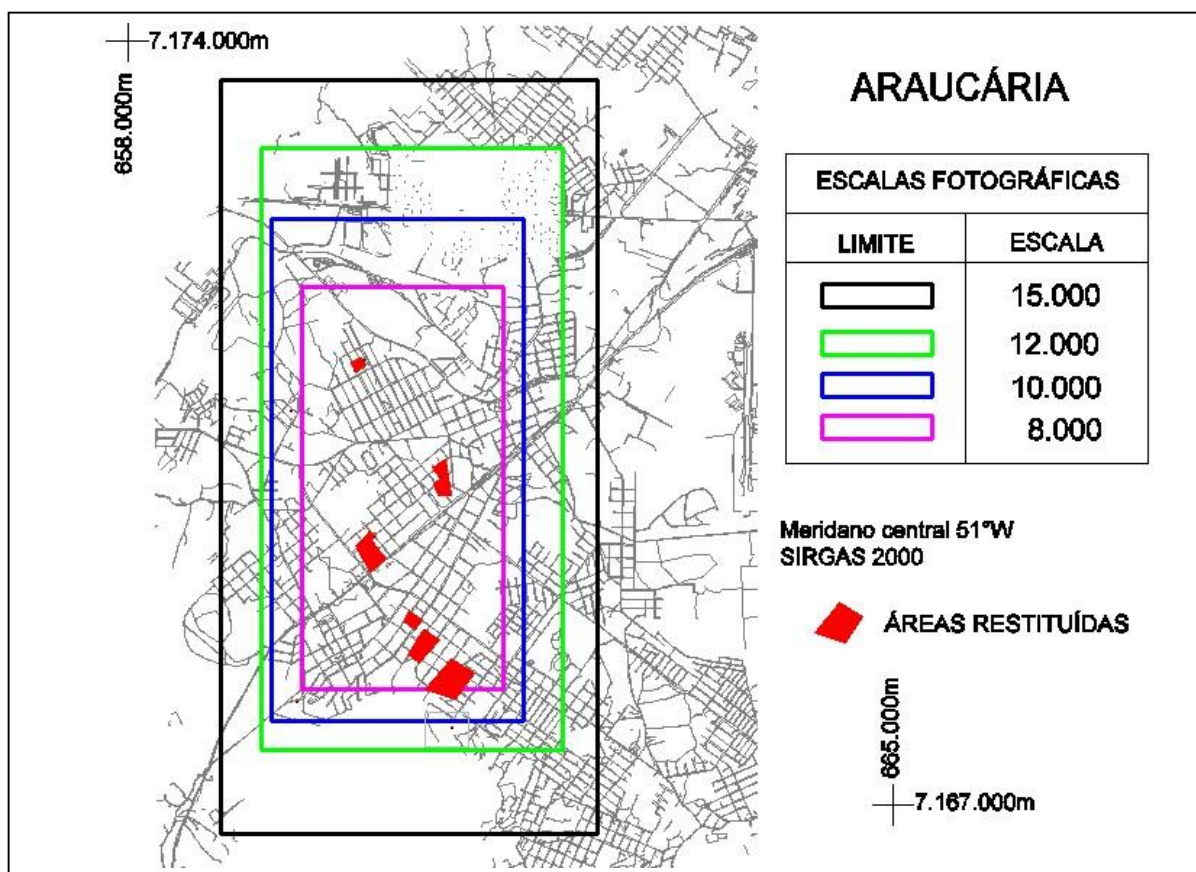 7.174.000m
658.000m
ARAUCÁRIA
ESCALAS FOTOGRÁFICAS
LIMITE ESCALA
15.000
12.000
10.000
8.000
Meridano central 51°W
SIRGAS 2000
ÁREAS RESTITUÍDAS
665.000m
7.167.000m